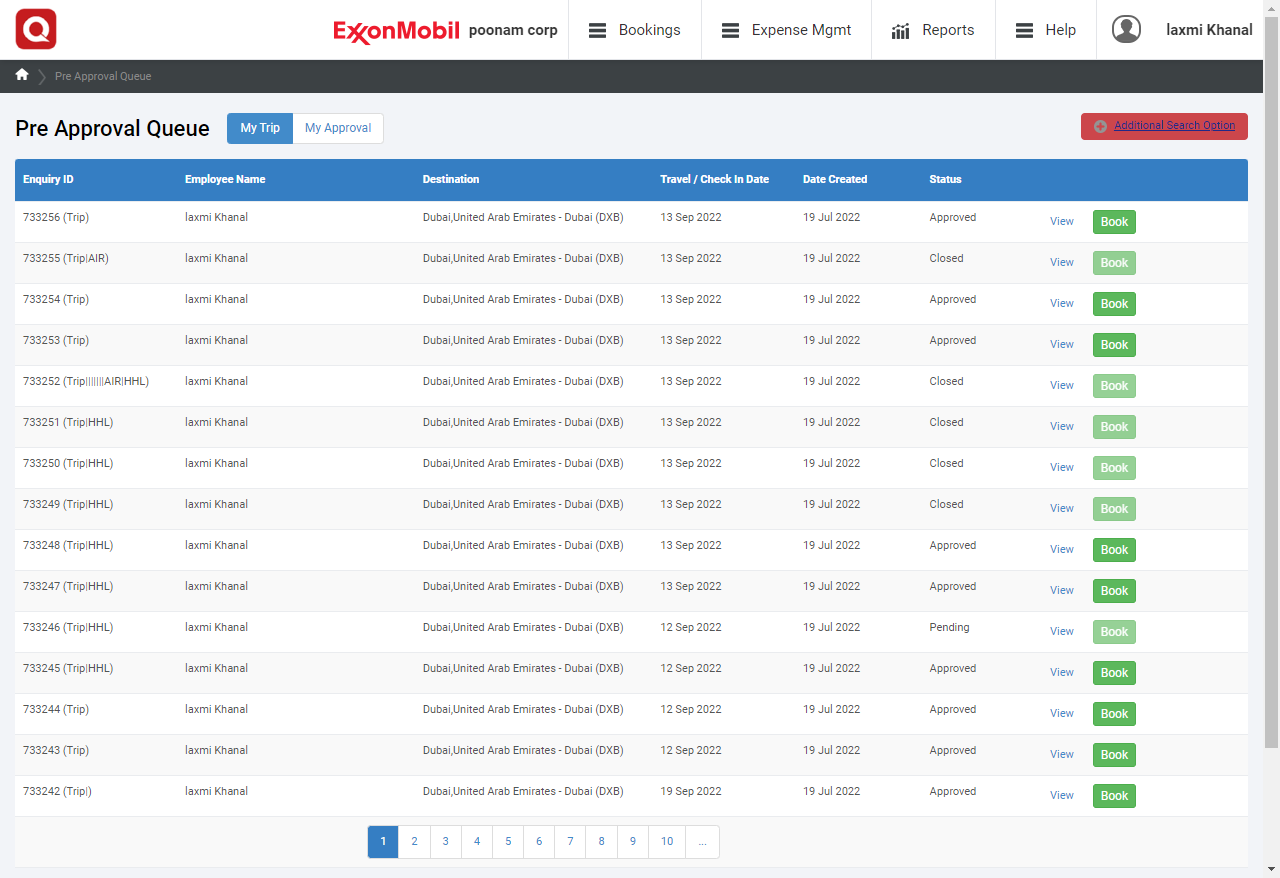 Q ExxonMobil poonam corp Bookings Expense Mgmt Reports Help laxmi Khanal
Pre Approval Queue
Pre Approval Queue My Trip My Approval Additional Search Option
Enquiry ID Employee Name Destination Travel / Check In Date Date Created Status
733256 (Trip) laxmi Khanal Dubai,United Arab Emirates - Dubai (DXB) 13 Sep 2022 19 Jul 2022 Approved View Book
733255 (Trip|AIR) laxmi Khanal Dubai,United Arab Emirates - Dubai (DXB) 13 Sep 2022 19 Jul 2022 Closed View Book
733254 (Trip) laxmi Khanal Dubai,United Arab Emirates - Dubai (DXB) 13 Sep 2022 19 Jul 2022 Approved View Book
733253 (Trip) laxmi Khanal Dubai,United Arab Emirates - Dubai (DXB) 13 Sep 2022 19 Jul 2022 Approved View Book
733252 (Trip|||||||AIR|HHL) laxmi Khanal Dubai,United Arab Emirates - Dubai (DXB) 13 Sep 2022 19 Jul 2022 Closed View Book
733251 (Trip|HHL) laxmi Khanal Dubai,United Arab Emirates - Dubai (DXB) 13 Sep 2022 19 Jul 2022 Closed View Book
733250 (Trip|HHL) laxmi Khanal Dubai,United Arab Emirates - Dubai (DXB) 13 Sep 2022 19 Jul 2022 Closed View Book
733249 (Trip|HHL) laxmi Khanal Dubai,United Arab Emirates - Dubai (DXB) 13 Sep 2022 19 Jul 2022 Closed View Book
733248 (Trip|HHL) laxmi Khanal Dubai,United Arab Emirates - Dubai (DXB) 13 Sep 2022 19 Jul 2022 Approved View Book
733247 (Trip|HHL) laxmi Khanal Dubai,United Arab Emirates - Dubai (DXB) 13 Sep 2022 19 Jul 2022 Approved View Book
733246 (Trip|HHL) laxmi Khanal Dubai,United Arab Emirates - Dubai (DXB) 12 Sep 2022 19 Jul 2022 Pending View Book
733245 (Trip|HHL) laxmi Khanal Dubai,United Arab Emirates - Dubai (DXB) 12 Sep 2022 19 Jul 2022 Approved View Book
733244 (Trip) laxmi Khanal Dubai,United Arab Emirates - Dubai (DXB) 12 Sep 2022 19 Jul 2022 Approved View Book
733243 (Trip) laxmi Khanal Dubai,United Arab Emirates - Dubai (DXB) 12 Sep 2022 19 Jul 2022 Approved View Book
733242 (Trip|) laxmi Khanal Dubai,United Arab Emirates - Dubai (DXB) 19 Sep 2022 19 Jul 2022 Approved View Book
1 2 3 4 5 6 7 8 9 10 ...